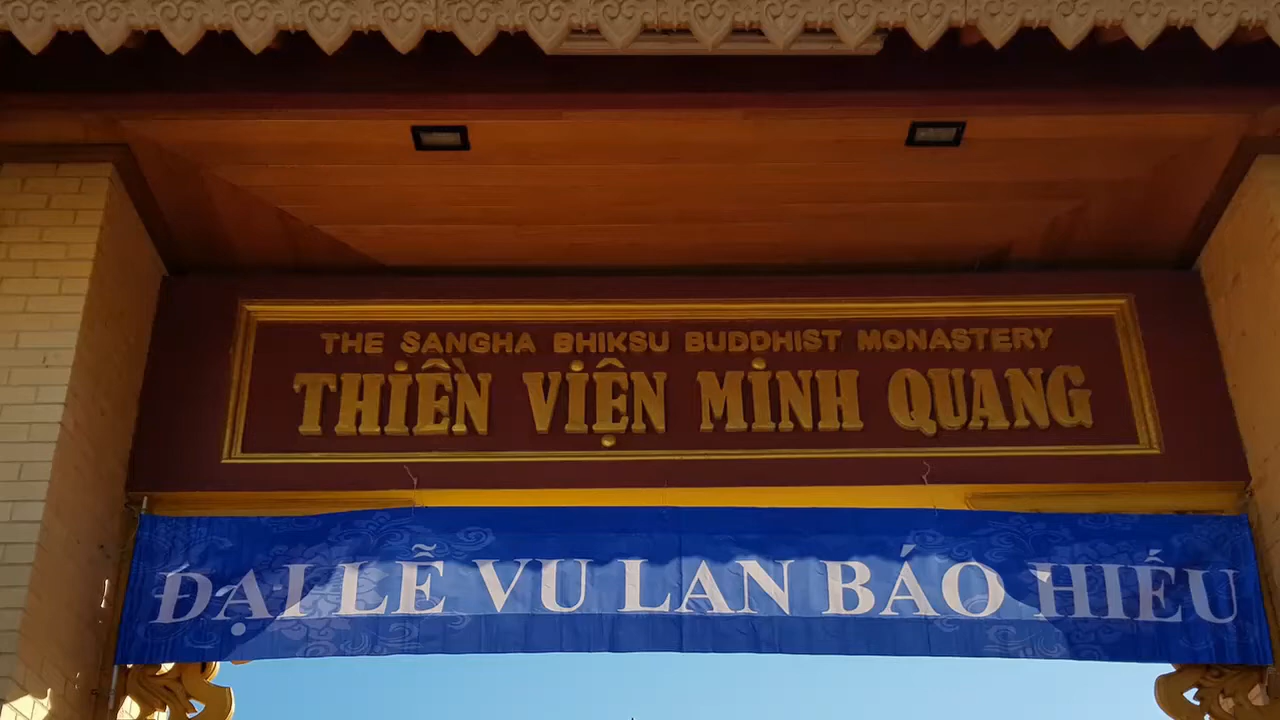 THE SANGHA BHIKSU BUDDHIST MONASTERY
THIỀN VIỆN MINH QUANG
ĐẠI LỄ VU LAN BÁO HIẾU